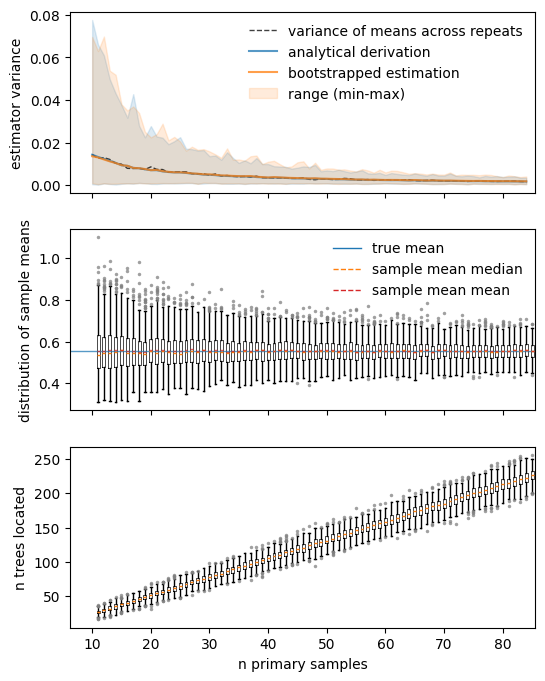 0.08
0.06
0.04
0.02
0.00
estimator variance
variance of means across repeats
analytical derivation
bootstrapped estimation
range (min-max)
1.0
0.8
0.6
0.4
distribution of sample means
true mean
sample mean median
sample mean mean
250
200
150
100
50
n trees located
10 20 30 40 50 60 70 80
n primary samples